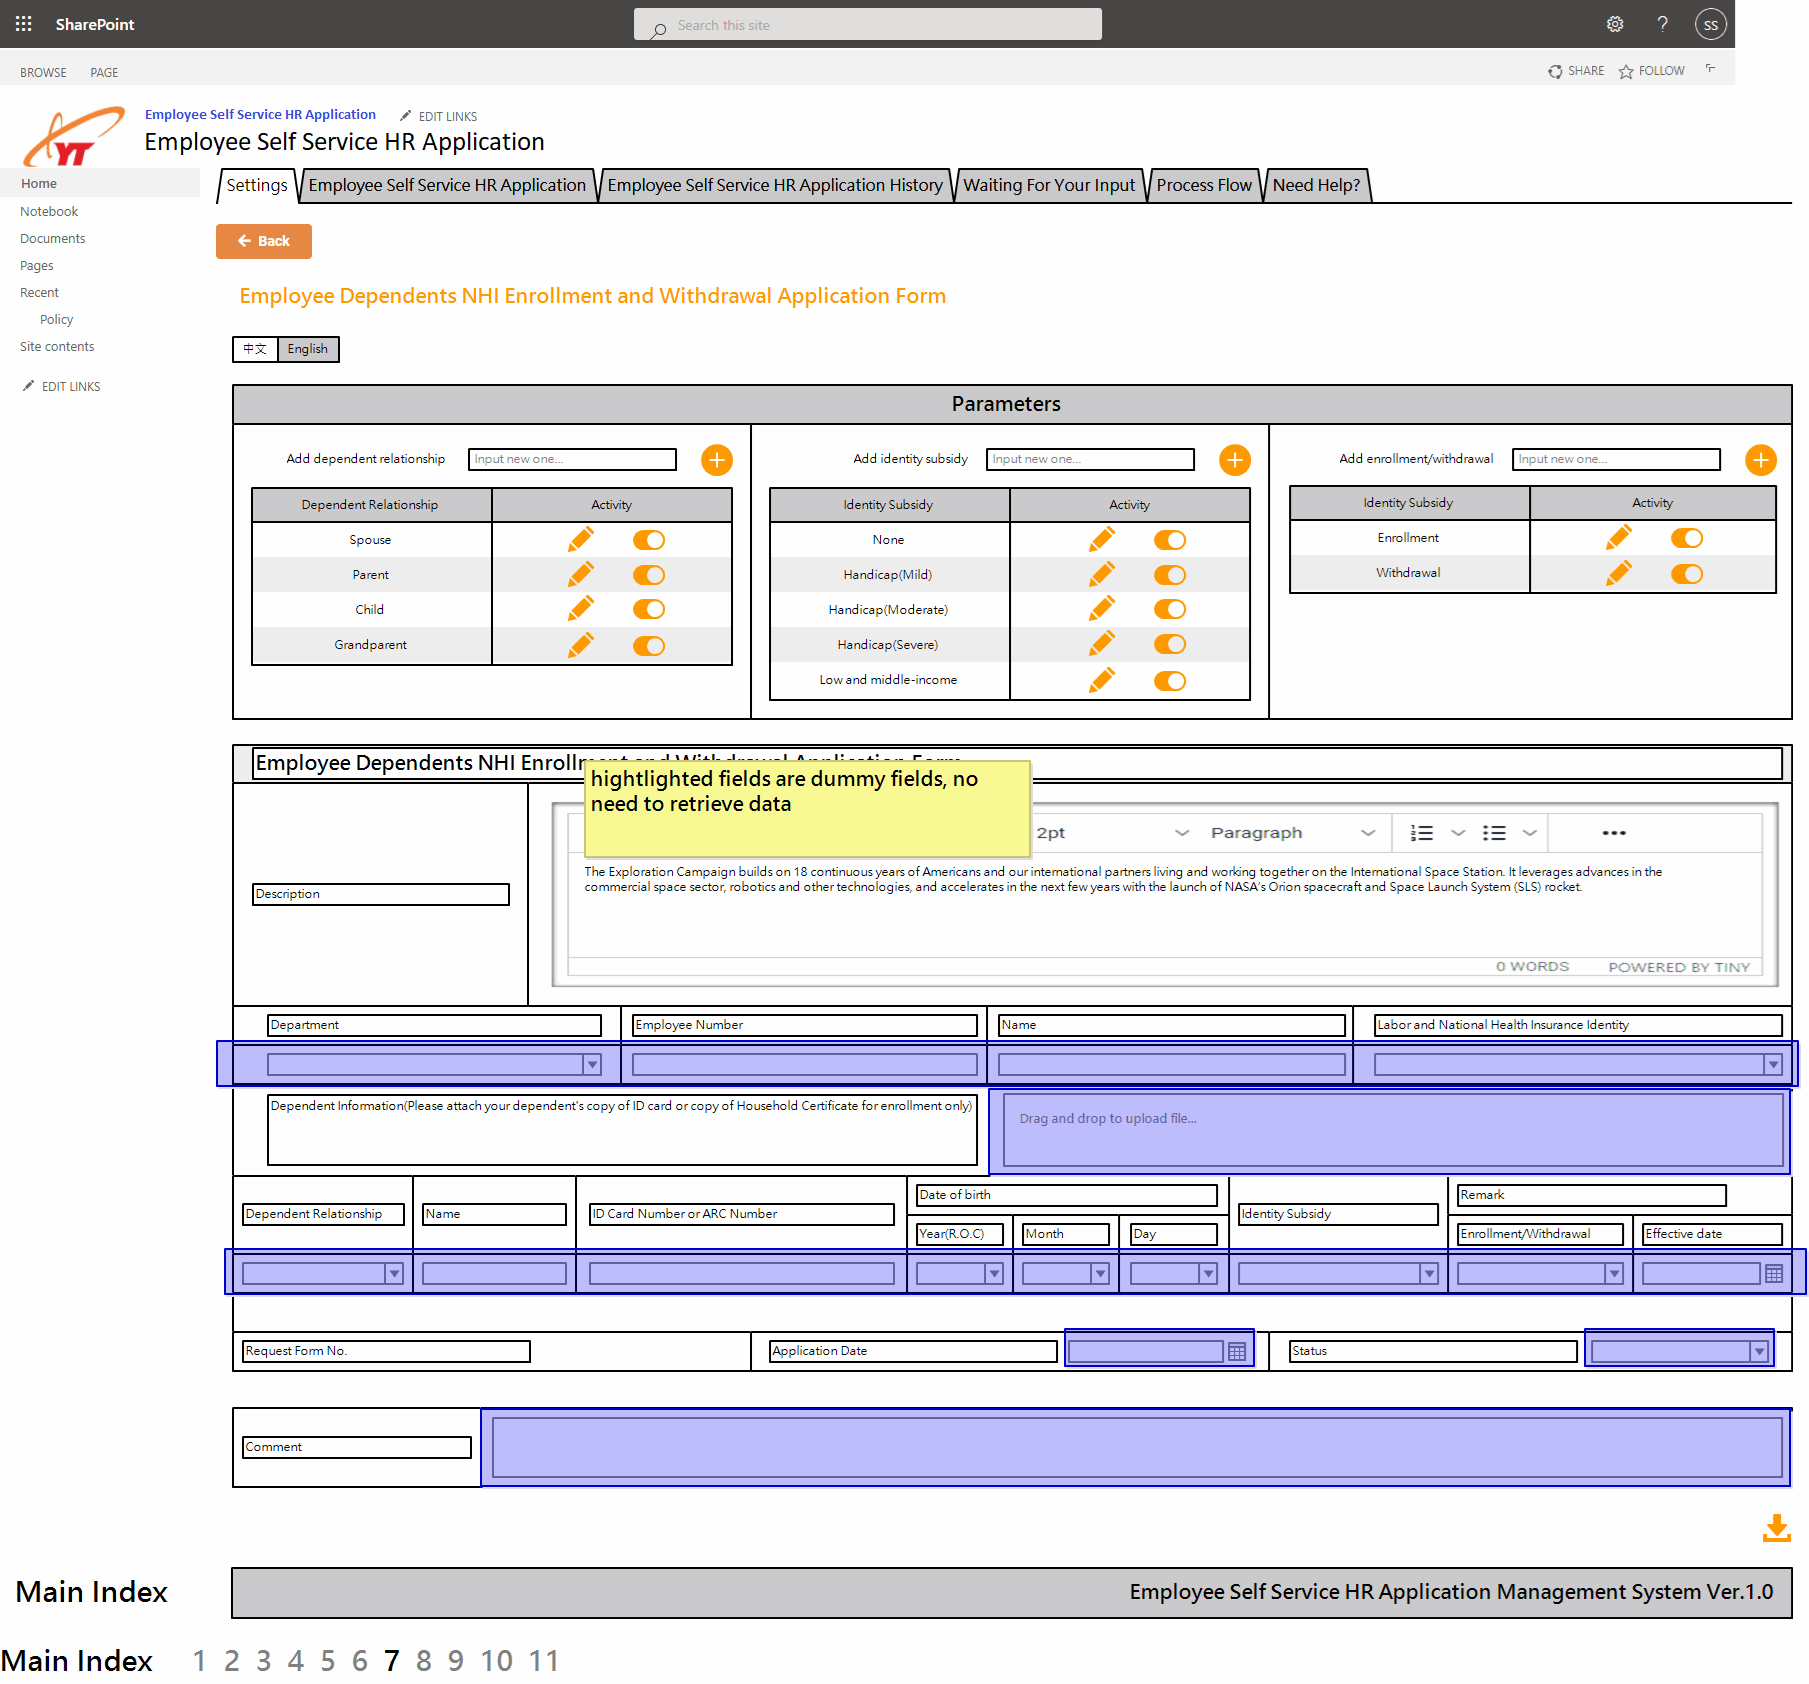 SharePoint
Search this site
?
SS
BROWSE PAGE
SHARE FOLLOW
YT
Employee Self Service HR Application EDIT LINKS
Employee Self Service HR Application
Home
Notebook
Documents
Pages
Recent
Policy
Site contents
EDIT LINKS
Settings Employee Self Service HR Application Employee Self Service HR Application History Waiting For Your Input Process Flow Need Help?
Back
Employee Dependents NHI Enrollment and Withdrawal Application Form
中文 English
Parameters
Add dependent relationship Input new one...
Dependent Relationship Activity
Spouse
Parent
Child
Grandparent
Add identity subsidy Input new one...
Identity Subsidy Activity
None
Handicap(Mild)
Handicap(Moderate)
Handicap(Severe)
Low and middle-income
Add enrollment/withdrawal Input new one...
Identity Subsidy Activity
Enrollment
Withdrawal
Employee Dependents NHI Enrollment and Withdrawal Application Form
hightlighted fields are dummy fields, no
need to retrieve data
2pt Paragraph
Description
The Exploration Campaign builds on 18 continuous years of Americans and our international partners living and working together on the International Space Station. It leverages advances in the
commercial space sector, robotics and other technologies, and accelerates in the next few years with the launch of NASA's Orion spacecraft and Space Launch System (SLS) rocket.
0 WORDS POWERED BY TINY
Department Employee Number Name Labor and National Health Insurance Identity
Dependent Information(Please attach your dependent's copy of ID card or copy of Household Certificate for enrollment only)
Drag and drop to upload file...
Dependent Relationship Name ID Card Number or ARC Number Date of birth Identity Subsidy Remark
Year(R.O.C) Month Day Enrollment/Withdrawal Effective date
Request Form No. Application Date Status
Comment
Main Index Employee Self Service HR Application Management System Ver.1.0
Main Index 1 2 3 4 5 6 7 8 9 10 11